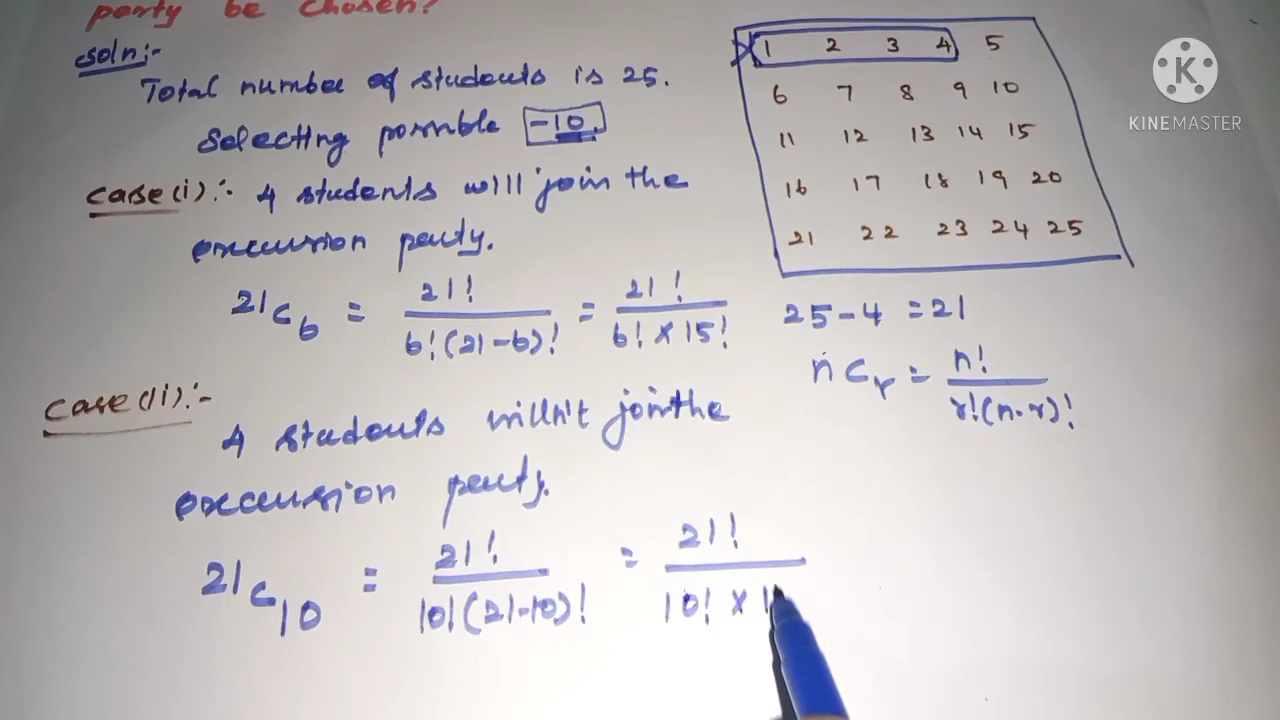 party be chosen?
Soln:-
Total number of students is 25.
Selecting possible -10.
case(i):- 4 students will join the
excursion party.
21C6 = 21!/6!(21-6)! = 21!/6! × 15!
case(ii):-
4 students willn't join the
excursion party.
21C10 = 21!/10!(21-10)! = 21!/10! × 1
1 2 3 4 5
6 7 8 9 10
11 12 13 14 15
16 17 18 19 20
21 22 23 24 25
25-4 = 21
nCr = n!/r!(n-r)!
K
KINEMASTER